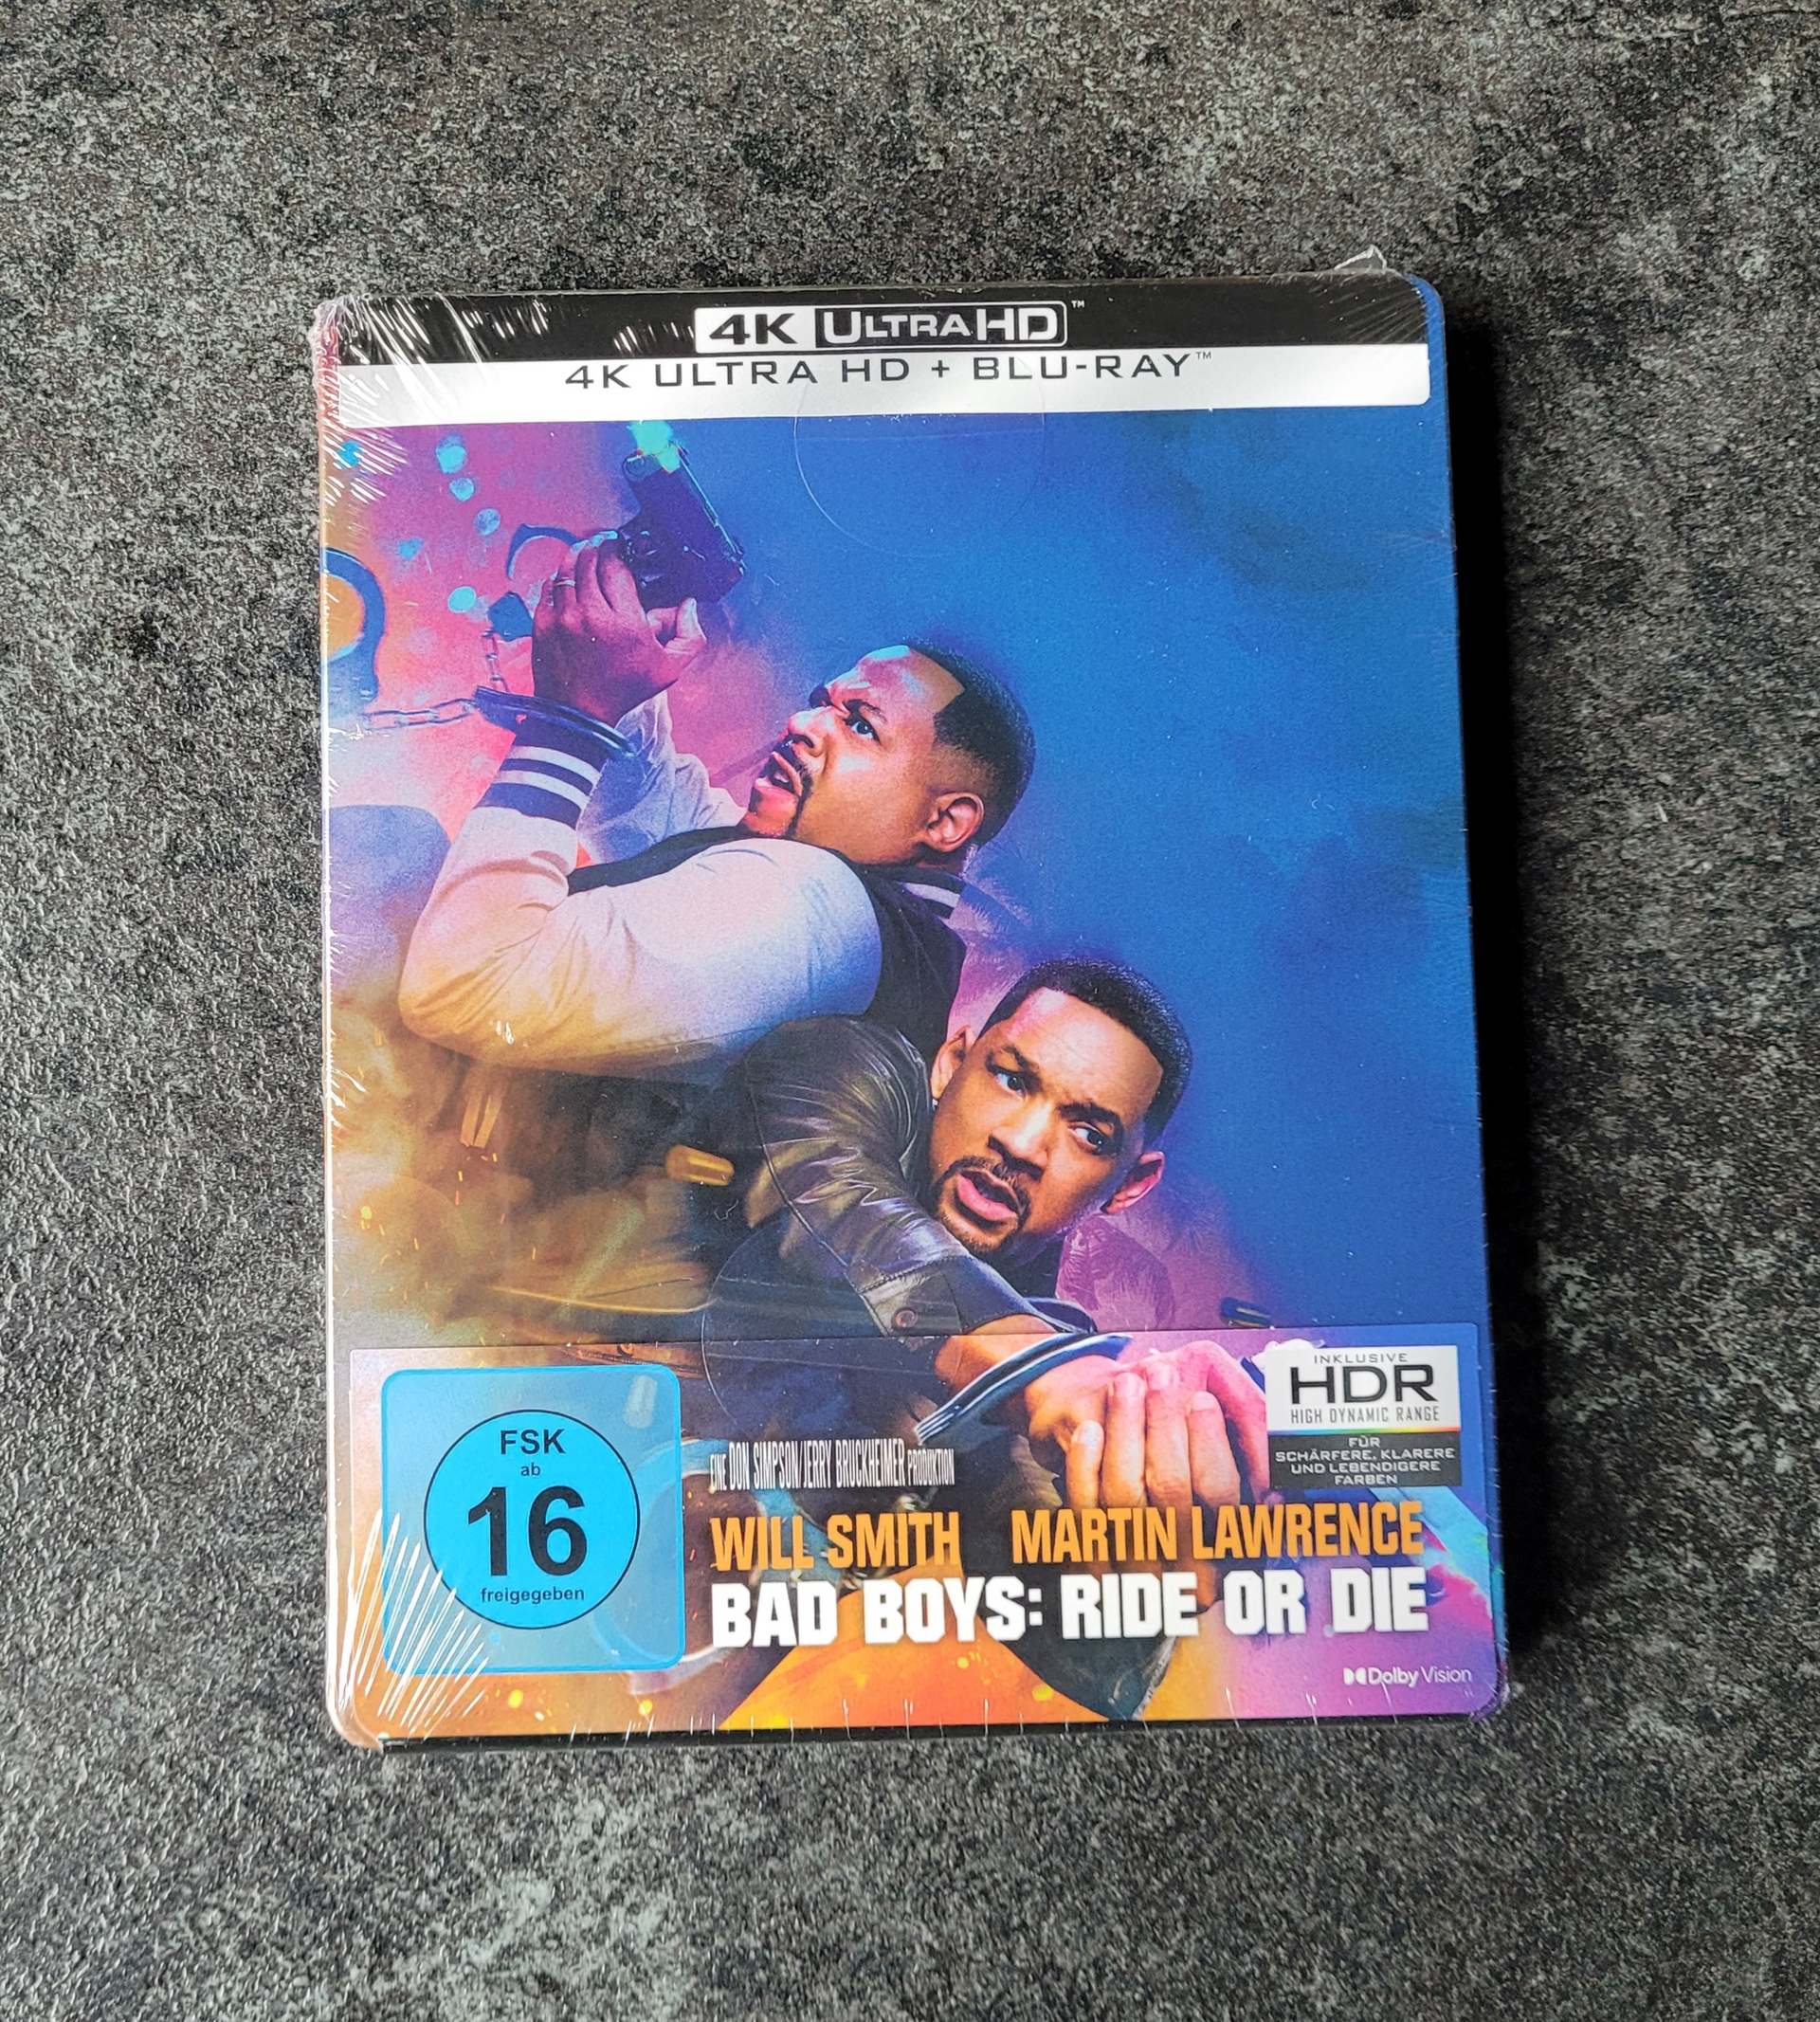 4K ULTRA HD™
4K ULTRA HD + BLU-RAY™
INKLUSIVE
HDR
HIGH DYNAMIC RANGE
FÜR
SCHÄRFERE, KLARERE
UND LEBENDIGERE
FARBEN
FSK
ab
16
freigegeben
EINE DON SIMPSON/JERRY BRUCKHEIMER PRODUKTION
WILL SMITH MARTIN LAWRENCE
BAD BOYS: RIDE OR DIE
Dolby Vision